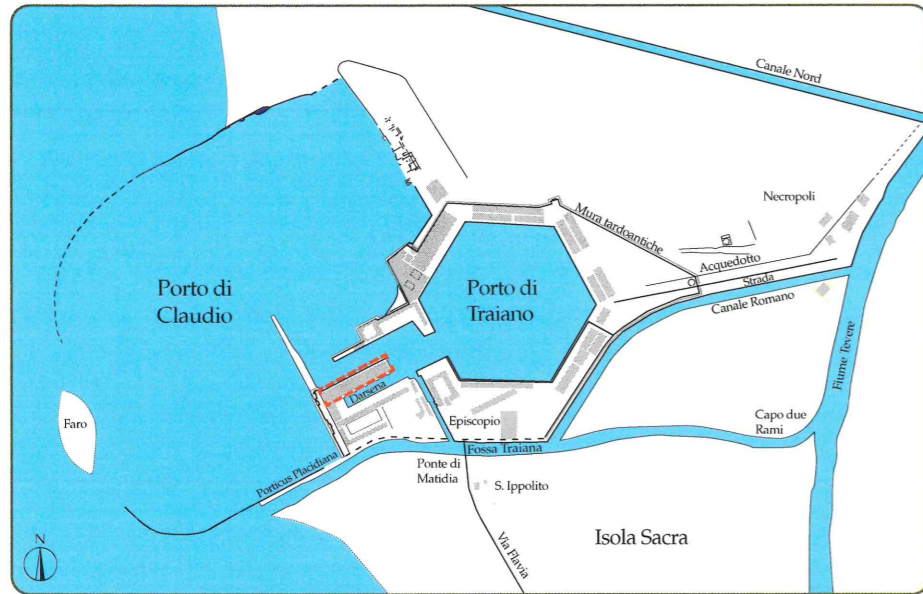 Canale Nord
Necropoli
Mura tardoantiche
Acquedotto
Strada
Canale Romano
Fiume Tevere
Porto di
Claudio
Porto di
Traiano
Darsena
Faro
Episcopio
Capo due
Rami
Fossa Traiana
Porticus Placidiana
Ponte di
Matidia
S. Ippolito
Via Flavia
Isola Sacra
N